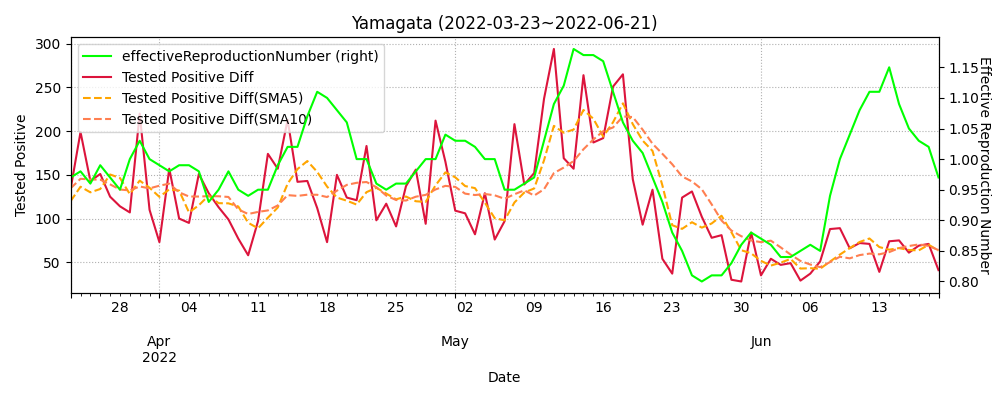 Yamagata (2022-03-23~2022-06-21)
effectiveReproductionNumber (right)
Tested Positive Diff
Tested Positive Diff(SMA5)
Tested Positive Diff(SMA10)
Tested Positive
300
250
200
150
100
50
1.15
1.10
1.05
1.00
0.95
0.90
0.85
0.80
Effective Reproduction Number
28 04 11 18 25 02 09 16 23 30 06 13
Apr May Jun
2022
Date